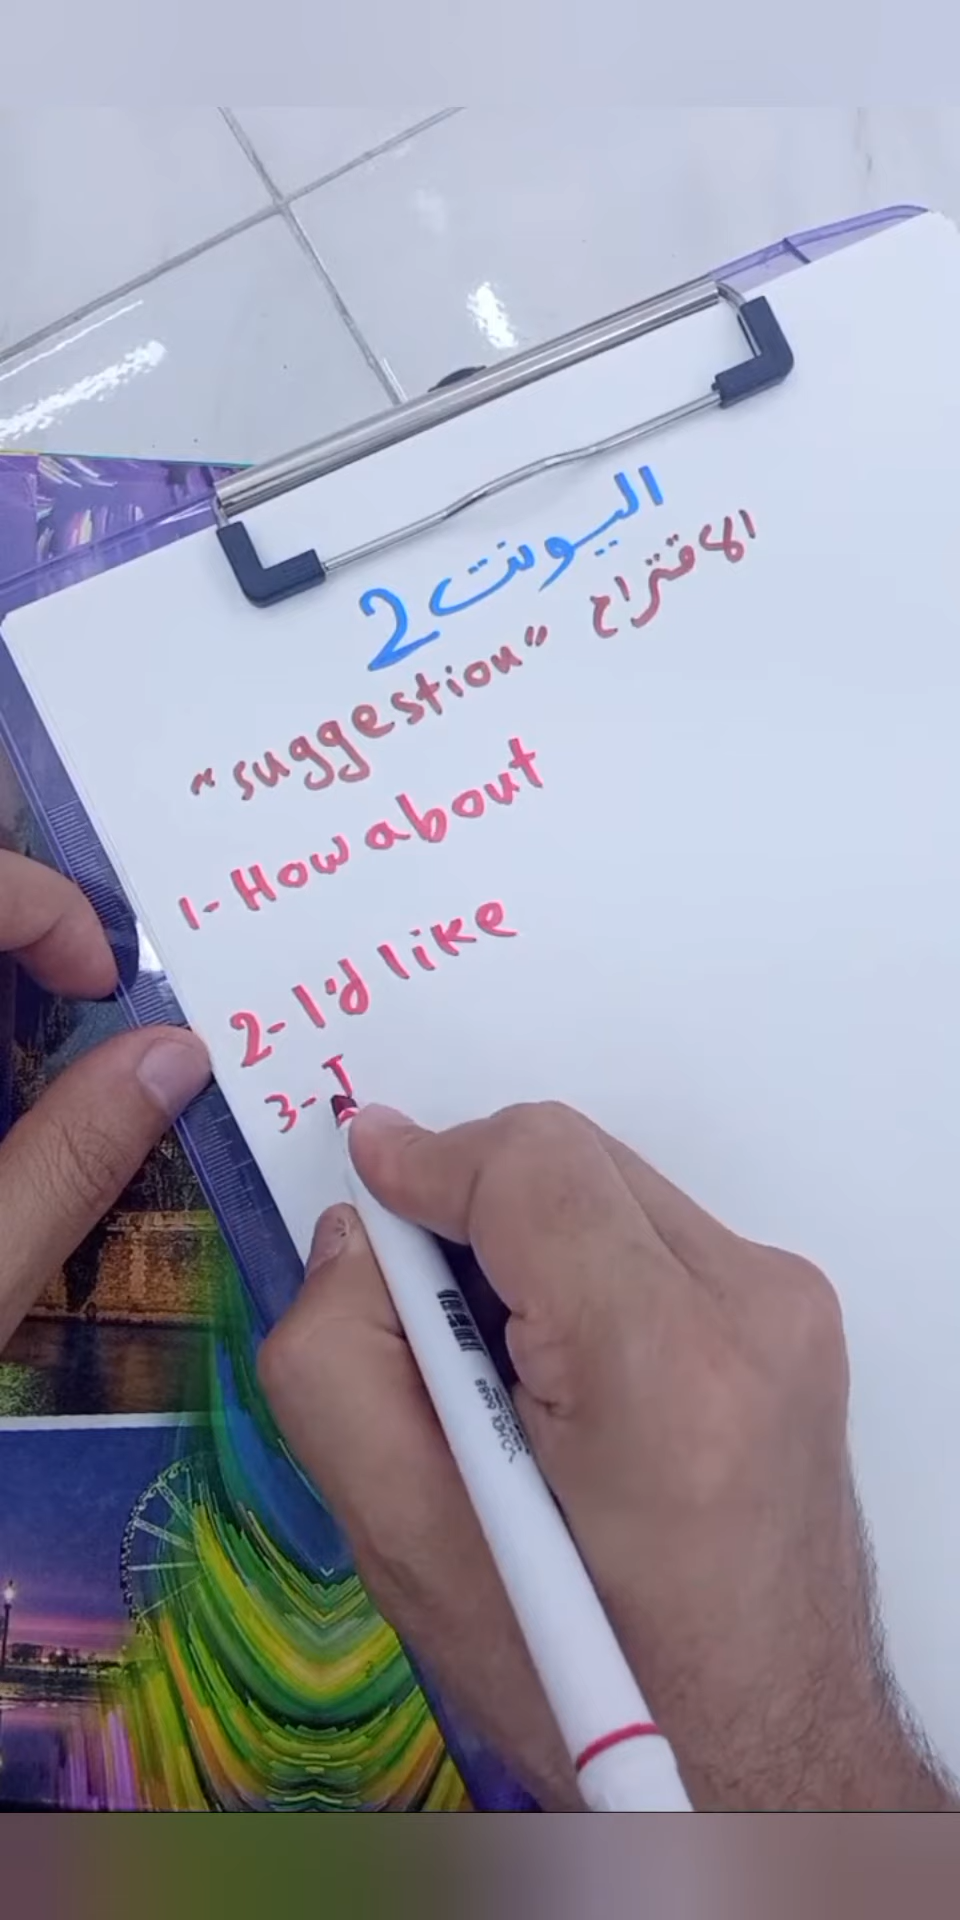 اليونت 2
"suggestion" الاقتراح
1- How about
2- I'd like
3- I